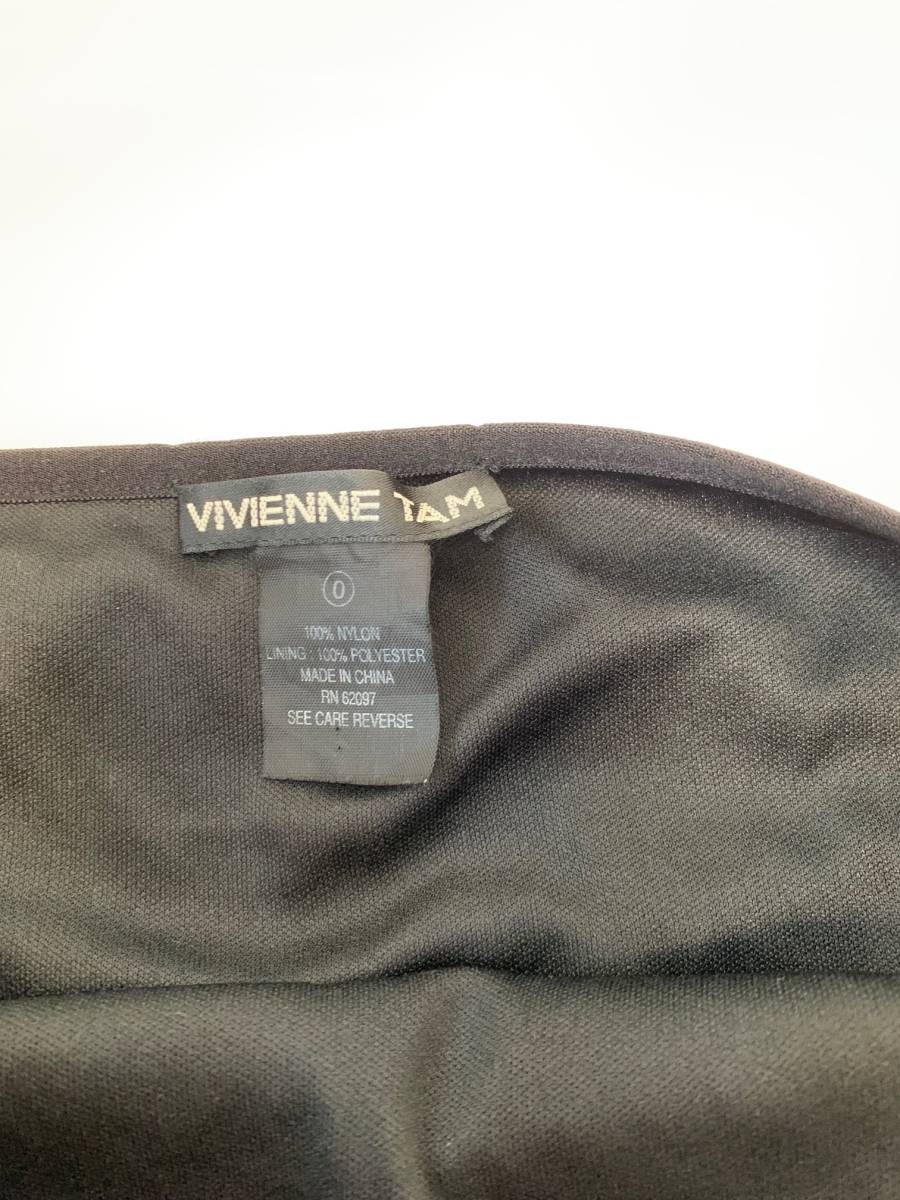 VIVIENNE TAM
0
100% NYLON
LINING : 100% POLYESTER
MADE IN CHINA
RN 62097
SEE CARE REVERSE